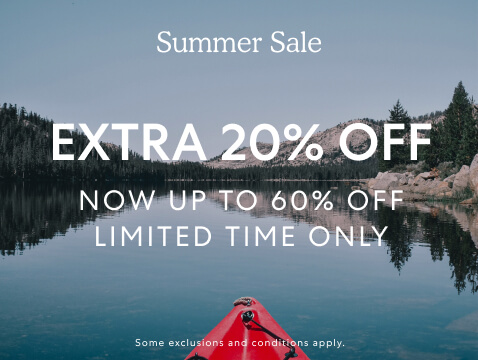 Summer Sale
EXTRA 20% OFF
NOW UP TO 60% OFF
LIMITED TIME ONLY
Some exclusions and conditions apply.